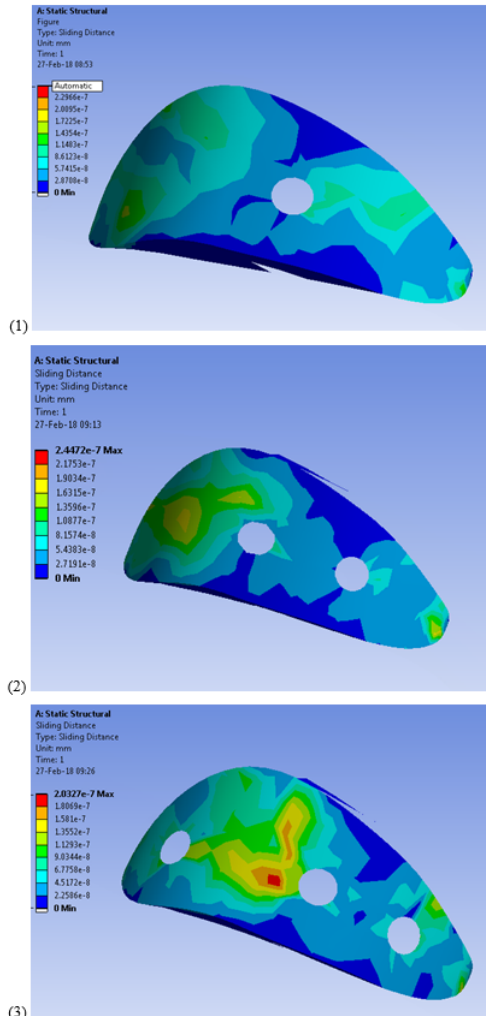 A: Static Structural
Figure
Type: Sliding Distance
Unit: mm
Time: 1
27-Feb-18 08:53
Automatic
2.2966e-7
2.0095e-7
1.7225e-7
1.4354e-7
1.1483e-7
8.6123e-8
5.7415e-8
2.8708e-8
0 Min
(1)
A: Static Structural
Sliding Distance
Type: Sliding Distance
Unit: mm
Time: 1
27-Feb-18 09:13
2.4472e-7 Max
2.1753e-7
1.9034e-7
1.6315e-7
1.3596e-7
1.0877e-7
8.1574e-8
5.4383e-8
2.7191e-8
0 Min
(2)
A: Static Structural
Sliding Distance
Type: Sliding Distance
Unit: mm
Time: 1
27-Feb-18 09:26
2.0327e-7 Max
1.8069e-7
1.581e-7
1.3552e-7
1.1293e-7
9.0344e-8
6.7758e-8
4.5172e-8
2.2586e-8
0 Min
(3)